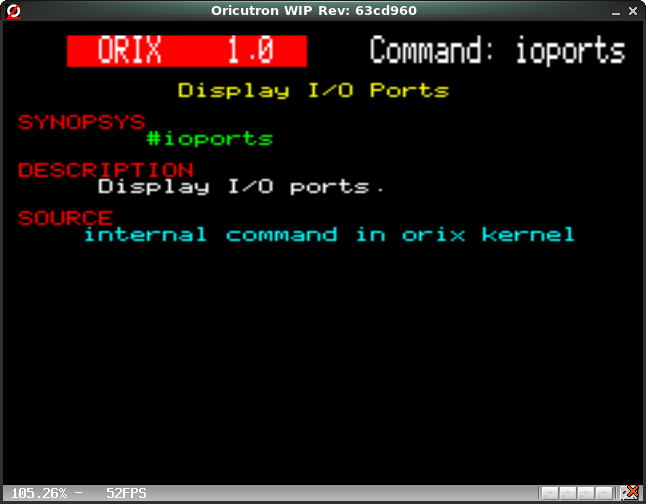 Oricutron WIP Rev: 63cd960
ORIX 1.0 Command: ioports
Display I/O Ports
SYNOPSYS
#ioports
DESCRIPTION
Display I/O ports.
SOURCE
internal command in orix kernel
105.26% - 52FPS